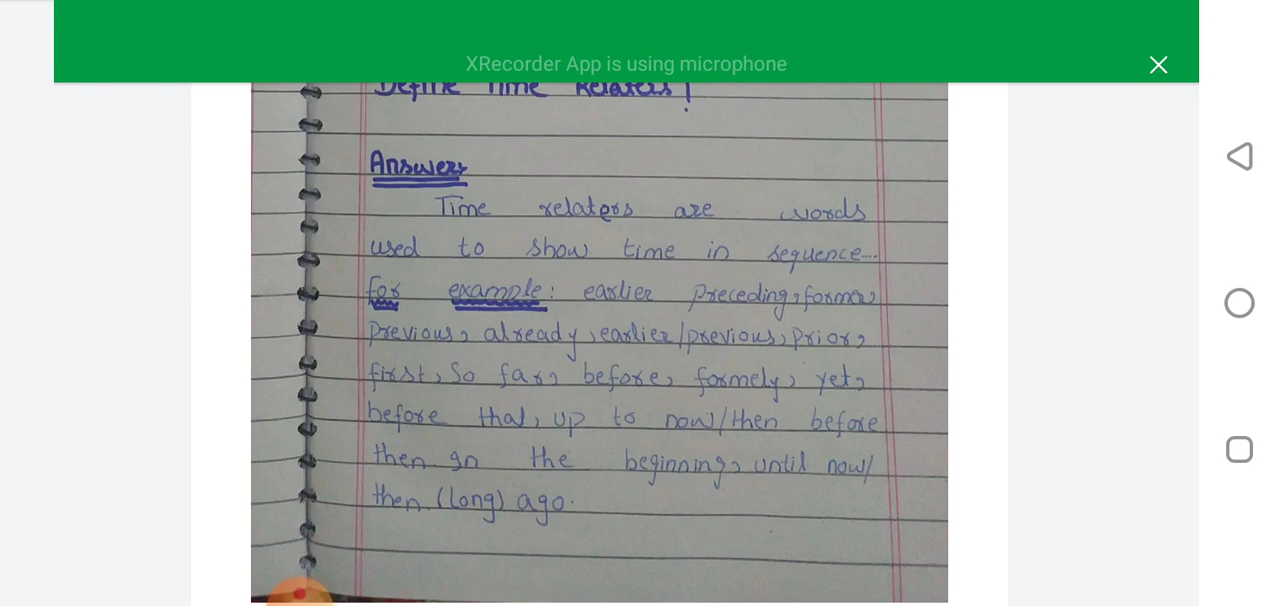 XRecorder App is using microphone
Define Time Relaters!
Answer
Time relaters are words
used to show time in sequence...
for example: earlier preceding, former,
Previous, already, earlier/previous, prior,
first, So far, before, formely, yet,
before that, up to now/then before
then. In the beginning, until now/
then. (long) ago.